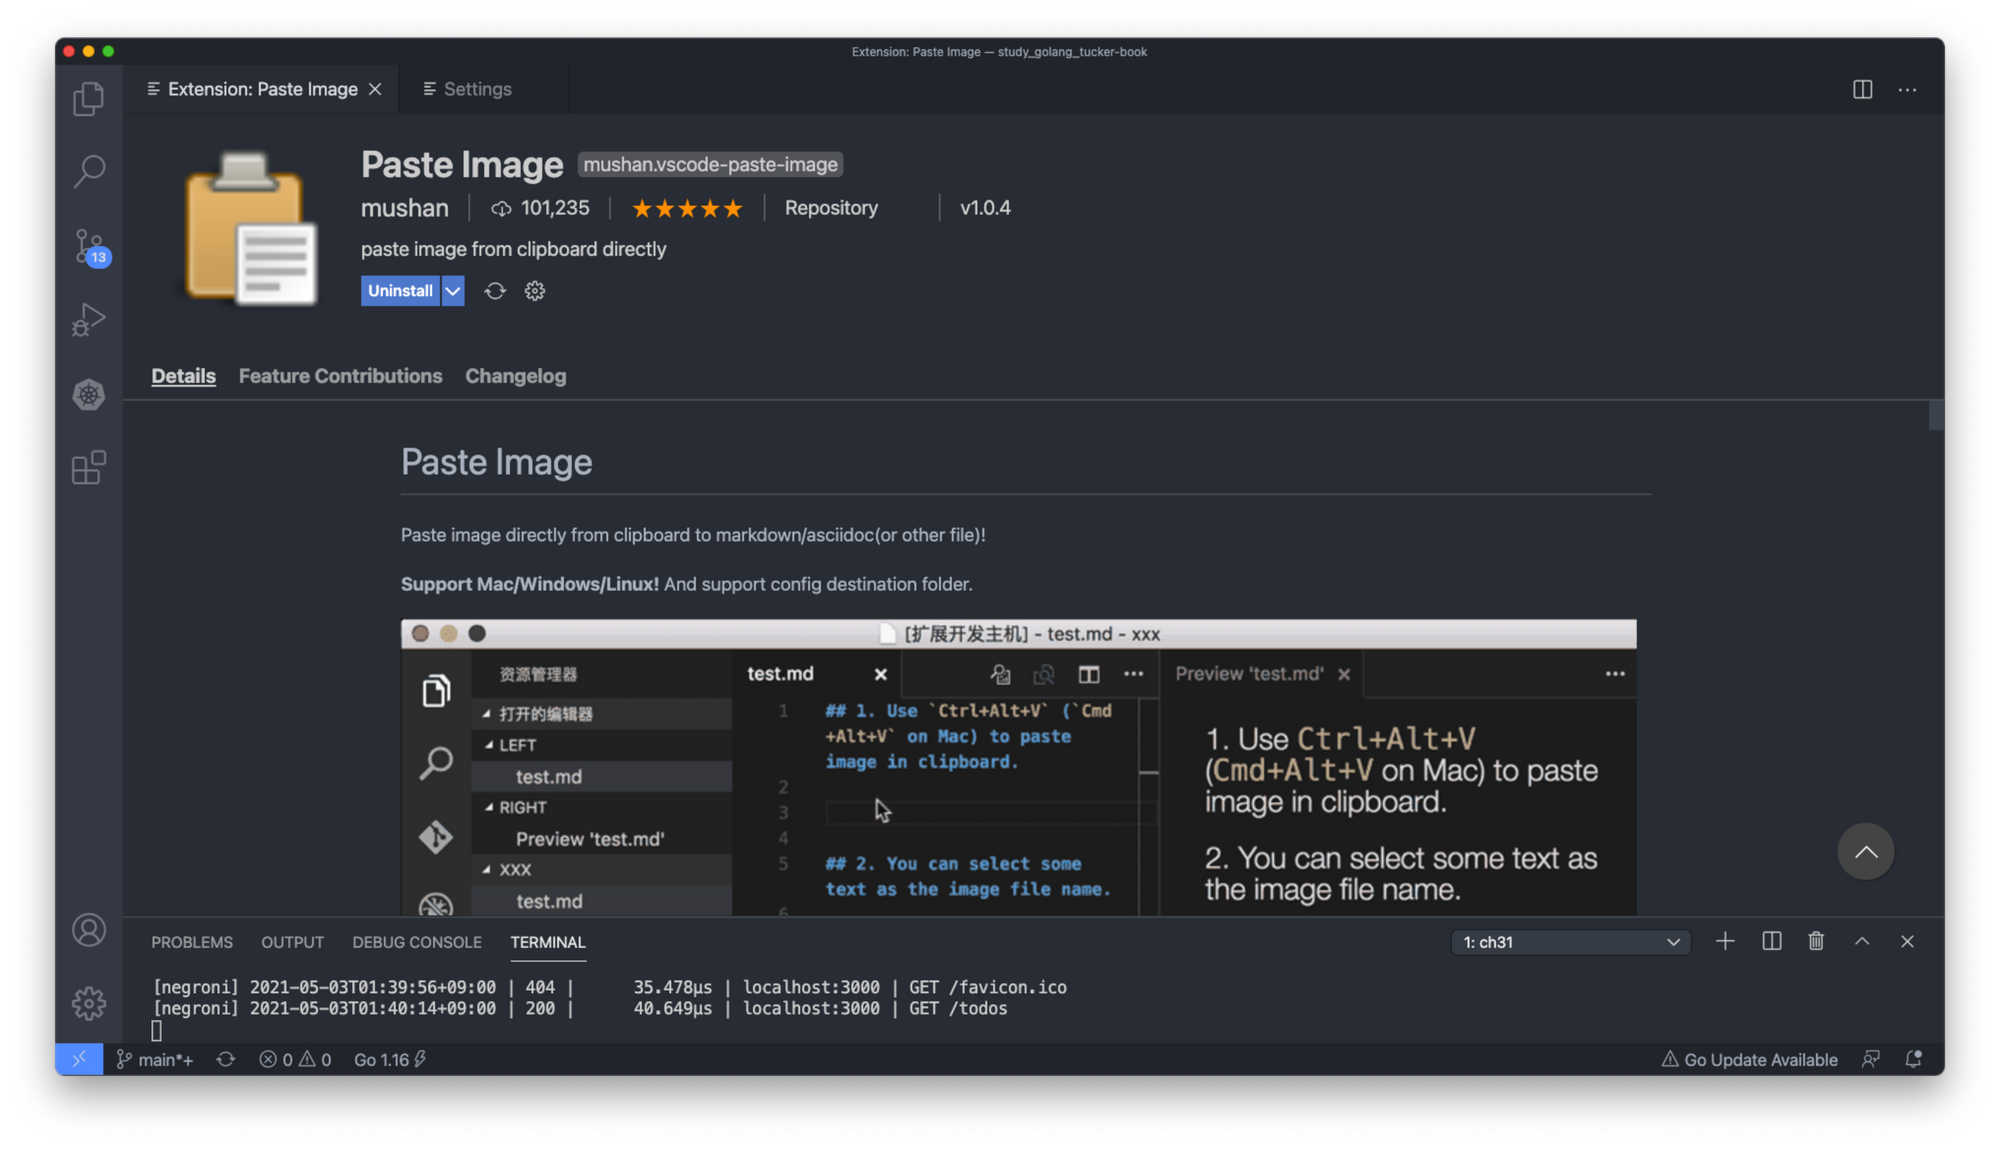 Extension: Paste Image — study_golang_tucker-book
Extension: Paste Image
Settings
Paste Image mushan.vscode-paste-image
mushan 101,235 ★★★★★ Repository v1.0.4
paste image from clipboard directly
Uninstall
13
Details Feature Contributions Changelog
Paste Image
Paste image directly from clipboard to markdown/asciidoc(or other file)!
Support Mac/Windows/Linux! And support config destination folder.
[扩展开发主机] - test.md - xxx
资源管理器
打开的编辑器
LEFT
test.md
RIGHT
Preview 'test.md'
XXX
test.md
test.md
1 ## 1. Use `Ctrl+Alt+V` (`Cmd
+Alt+V` on Mac) to paste
image in clipboard.
2
3
4
5 ## 2. You can select some
text as the image file name.
6
Preview 'test.md'
1. Use Ctrl+Alt+V
(Cmd+Alt+V on Mac) to paste
image in clipboard.
2. You can select some text as
the image file name.
PROBLEMS OUTPUT DEBUG CONSOLE TERMINAL
1: ch31
[negroni] 2021-05-03T01:39:56+09:00 | 404 | 35.478µs | localhost:3000 | GET /favicon.ico
[negroni] 2021-05-03T01:40:14+09:00 | 200 | 40.649µs | localhost:3000 | GET /todos
main*+ 0 0 Go 1.16
Go Update Available